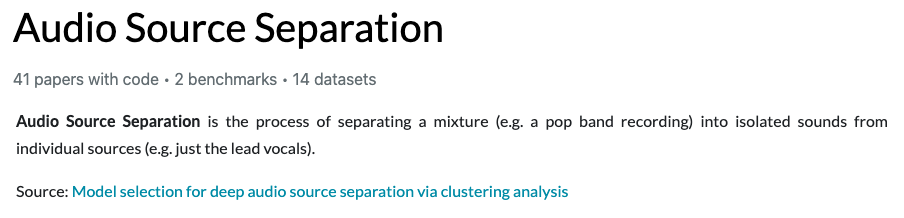 Audio Source Separation
41 papers with code • 2 benchmarks • 14 datasets
Audio Source Separation is the process of separating a mixture (e.g. a pop band recording) into isolated sounds from
individual sources (e.g. just the lead vocals).
Source: Model selection for deep audio source separation via clustering analysis